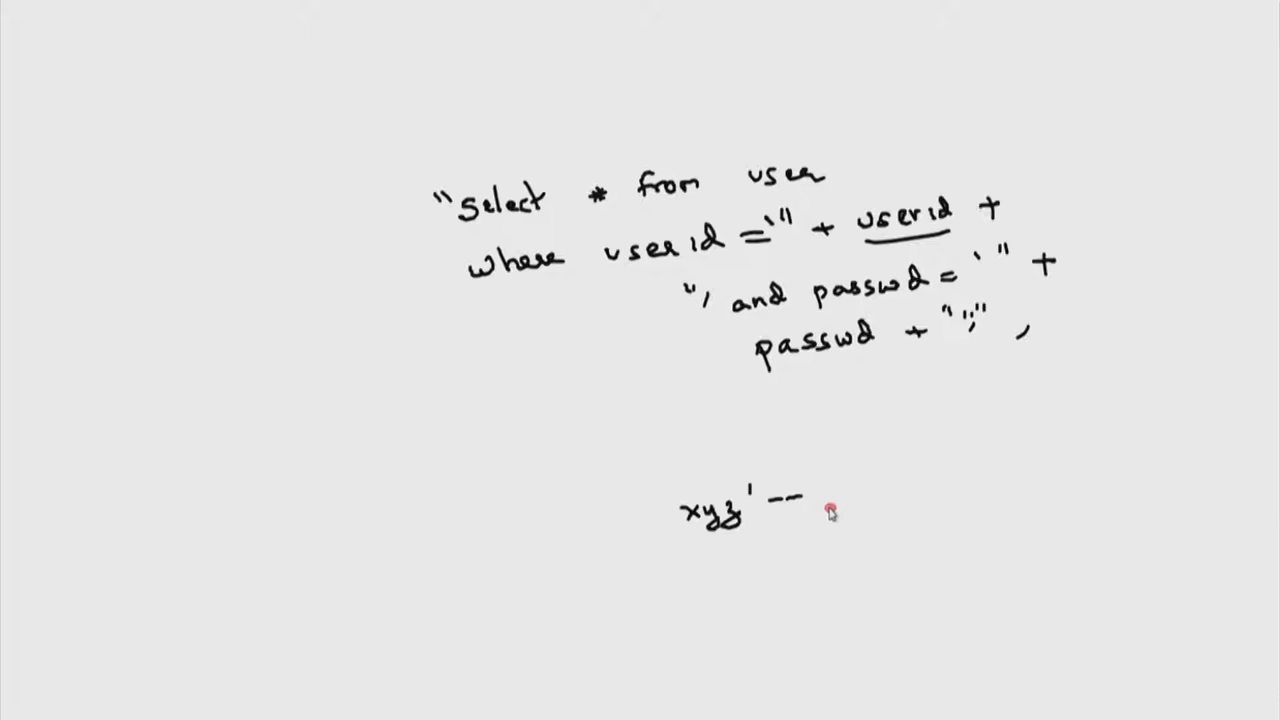 "Select * from user
where userid ='" + userid +
"' and passwd = '" +
passwd + "';" ,
xyz' --